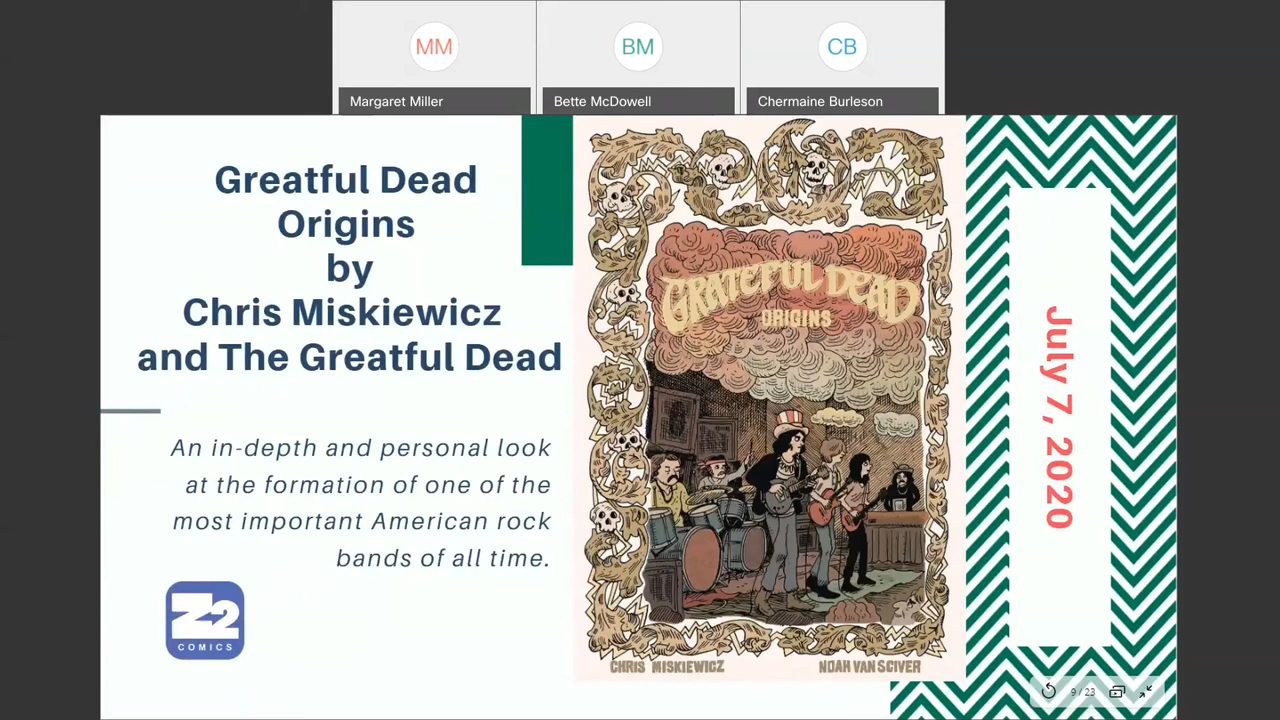 MM
BM
CB
Margaret Miller
Bette McDowell
Chermaine Burleson
Greatful Dead
Origins
by
Chris Miskiewicz
and The Greatful Dead
An in-depth and personal look
at the formation of one of the
most important American rock
bands of all time.
Z2
COMICS
GRATEFUL DEAD
ORIGINS
CHRIS MISKIEWICZ
NOAH VAN SCIVER
July 7, 2020
9 / 23